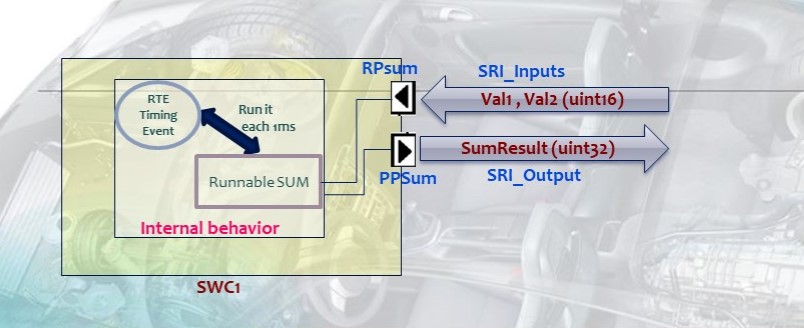 RPsum
SRI_Inputs
Val1 , Val2 (uint16)
RTE
Timing
Event
Run it
each 1ms
SumResult (uint32)
PPSum
SRI_Output
Runnable SUM
Internal behavior
SWC1